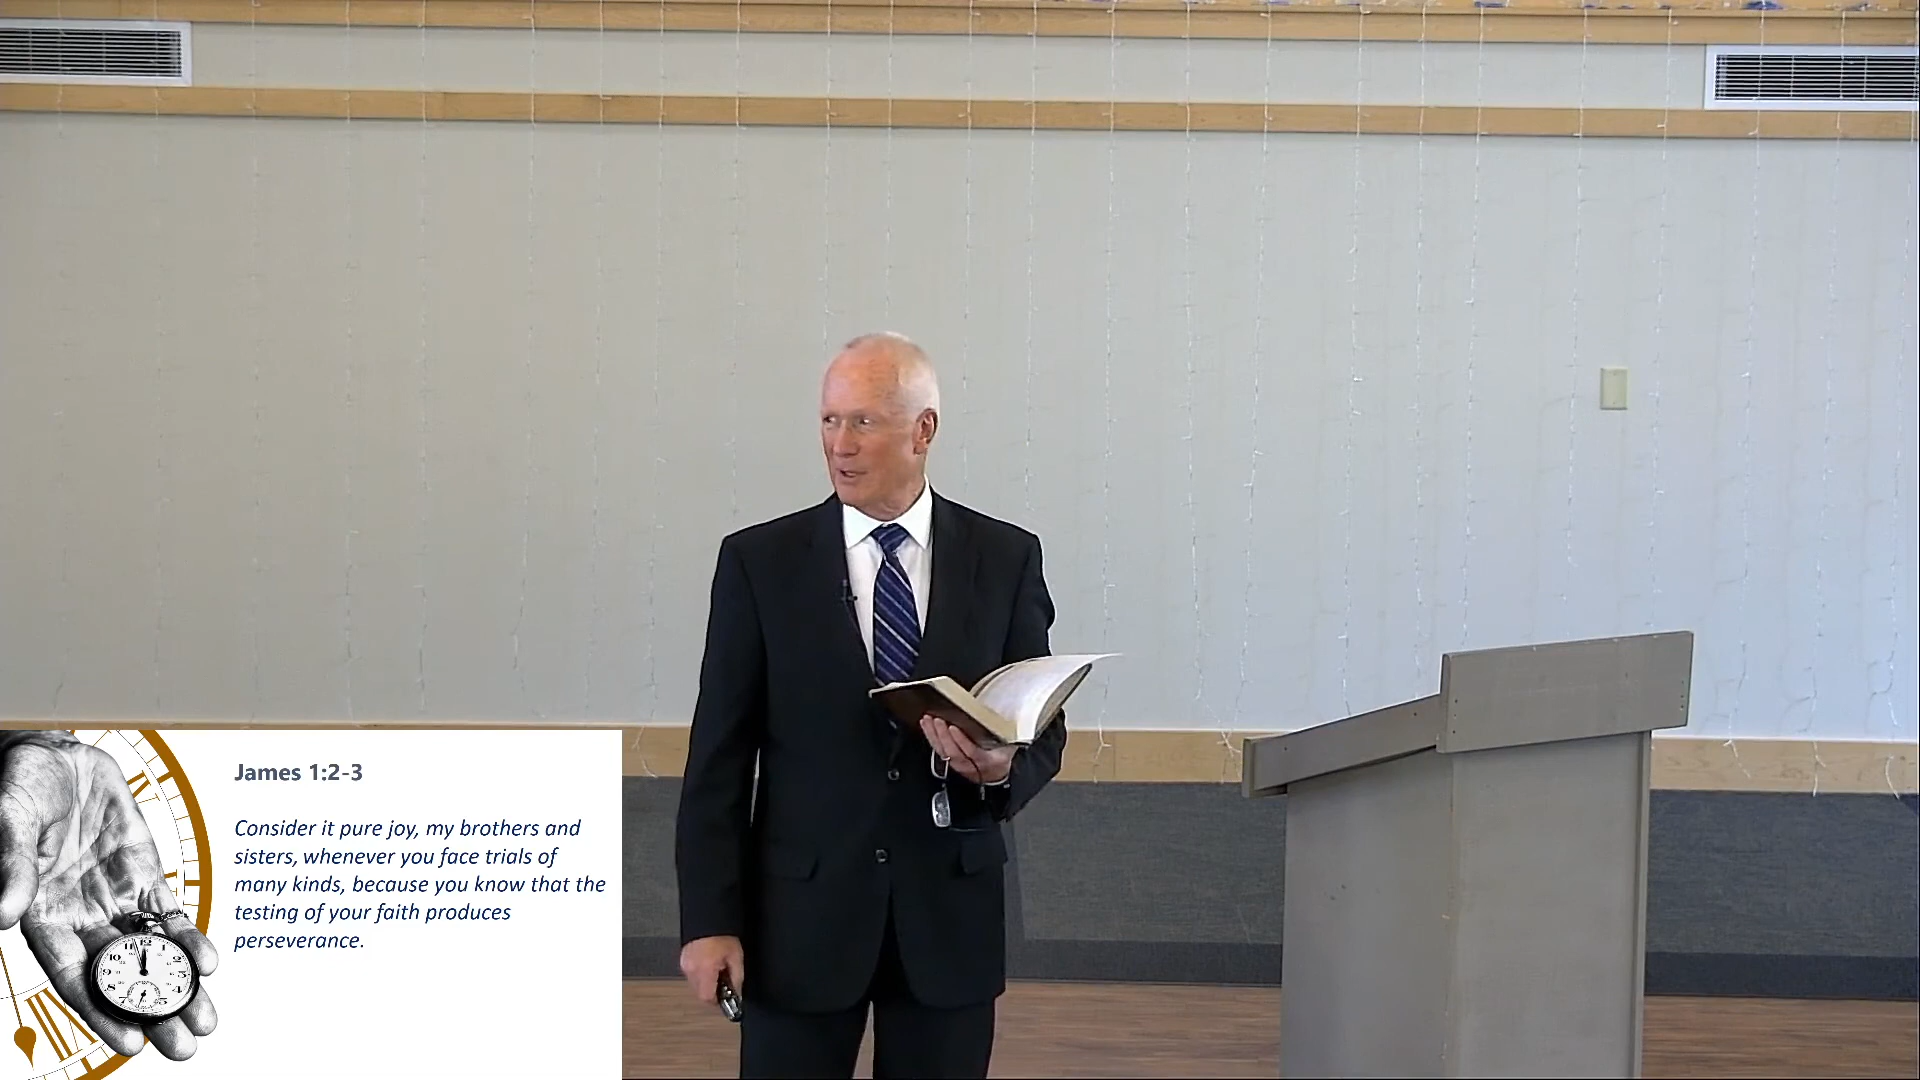 James 1:2-3
Consider it pure joy, my brothers and
sisters, whenever you face trials of
many kinds, because you know that the
testing of your faith produces
perseverance.